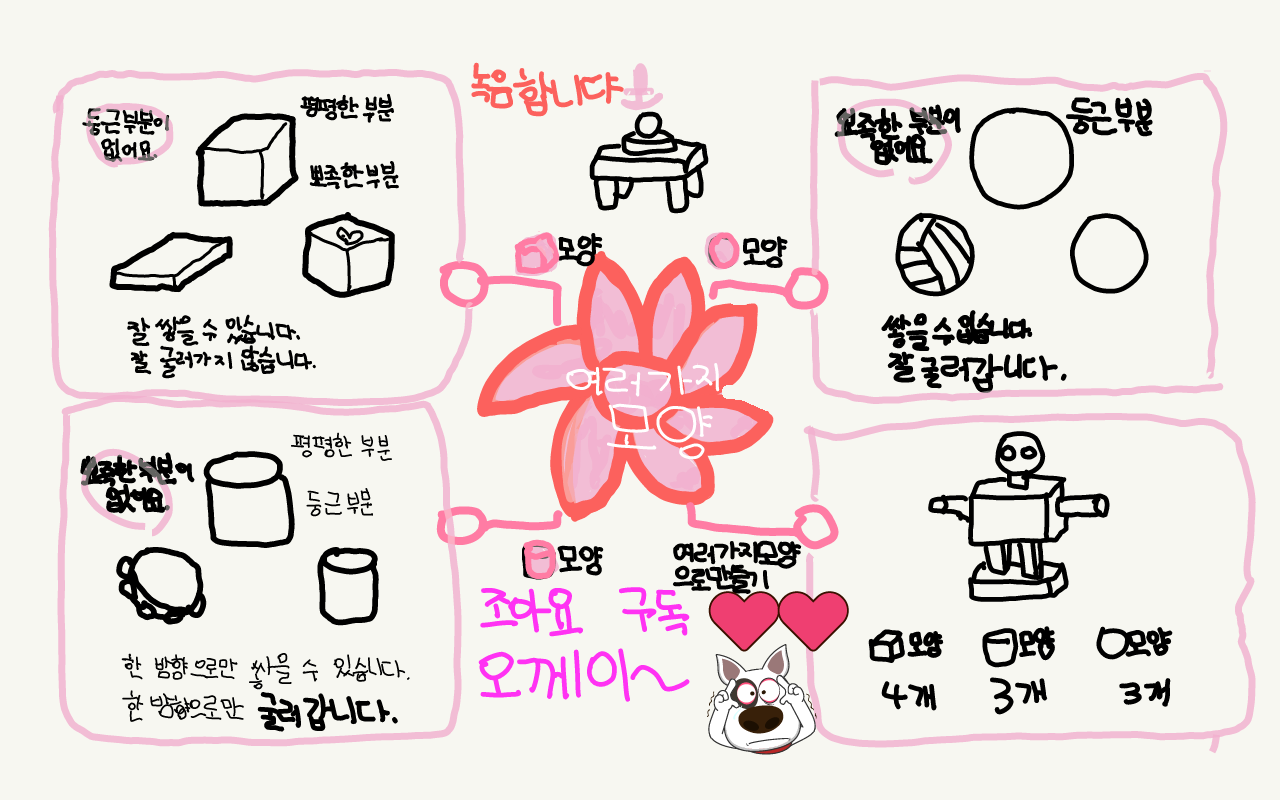 녹음합니다
둥근 부분이
없어요.
평평한 부분
뾰족한 부분
잘 쌓을 수 있습니다.
잘 굴러가지 않습니다.
모양
모양
뾰족한 부분이
없어요
둥근 부분
쌓을 수 없습니다.
잘 굴러갑니다.
여러 가지
모양
뾰족한 부분이
없어요.
평평한 부분
둥근 부분
한 방향으로만 쌓을 수 있습니다.
한 방향으로만 굴러 갑니다.
모양
여러가지모양
으로만들기
조아요 구독
오께이~
모양 모양 모양
4개 3개 3개